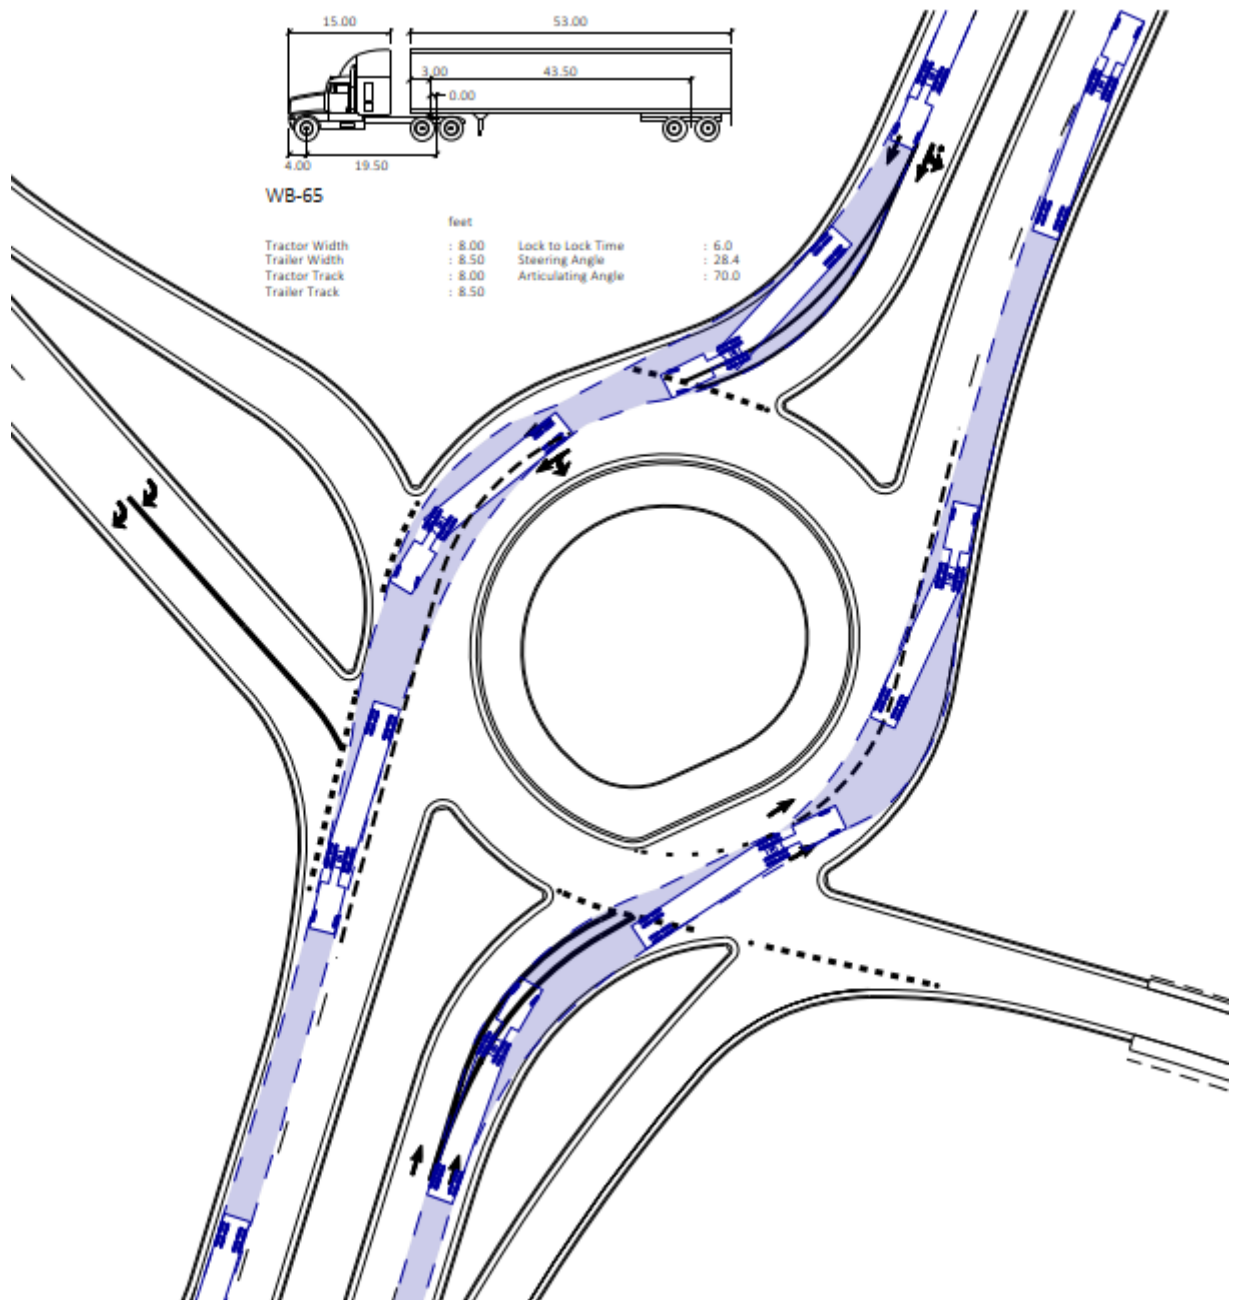 15.00 53.00
3.00 43.50
0.00
4.00 19.50
WB-65
feet
Tractor Width : 8.00 Lock to Lock Time : 6.0
Trailer Width : 8.50 Steering Angle : 28.4
Tractor Track : 8.00 Articulating Angle : 70.0
Trailer Track : 8.50